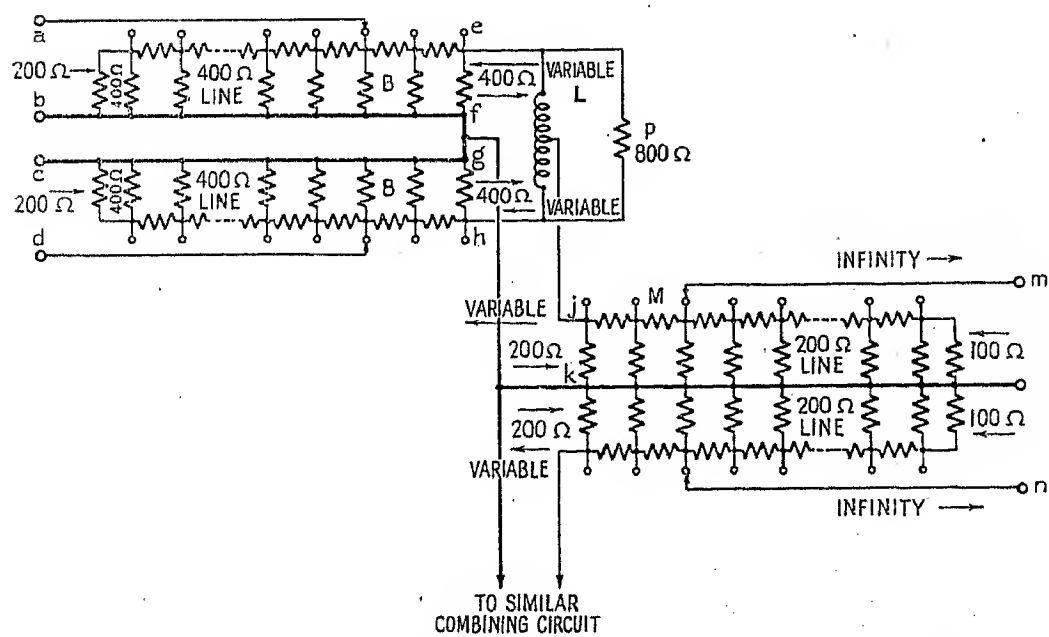 a
e
200 Ω
400 Ω
400 Ω
LINE
B
400 Ω
VARIABLE
L
b
f
p
800 Ω
c
g
200 Ω
400 Ω
400 Ω
LINE
B
400 Ω
VARIABLE
d
h
INFINITY
m
VARIABLE
j
M
200 Ω
k
200 Ω
LINE
100 Ω
200 Ω
200 Ω
LINE
100 Ω
VARIABLE
INFINITY
n
TO SIMILAR
COMBINING CIRCUIT